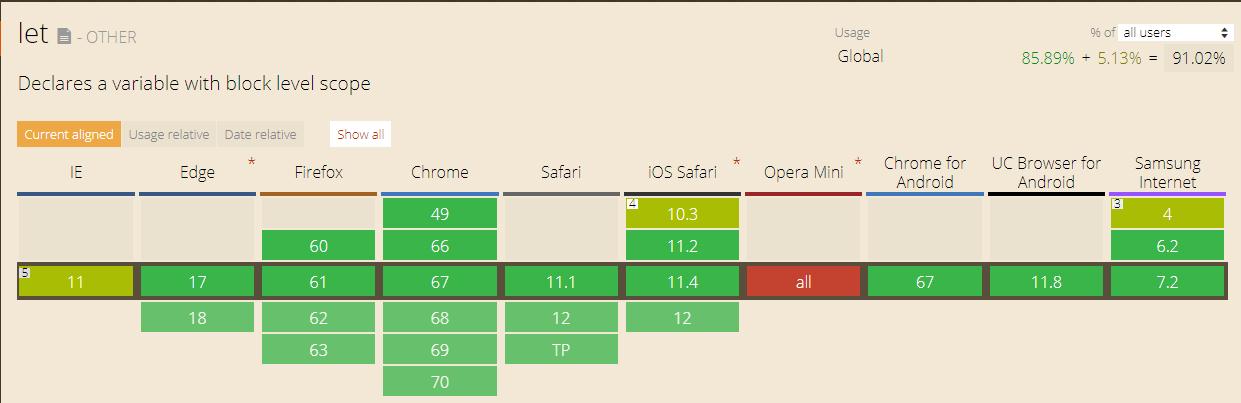 let - OTHER
Usage % of all users
Global 85.89% + 5.13% = 91.02%
Declares a variable with block level scope
Current aligned Usage relative Date relative Show all
IE Edge * Firefox Chrome Safari iOS Safari * Opera Mini * Chrome for Android UC Browser for Android Samsung Internet
49 4 10.3 3 4
60 66 11.2 6.2
5 11 17 61 67 11.1 11.4 all 67 11.8 7.2
18 62 68 12 12
63 69 TP
70